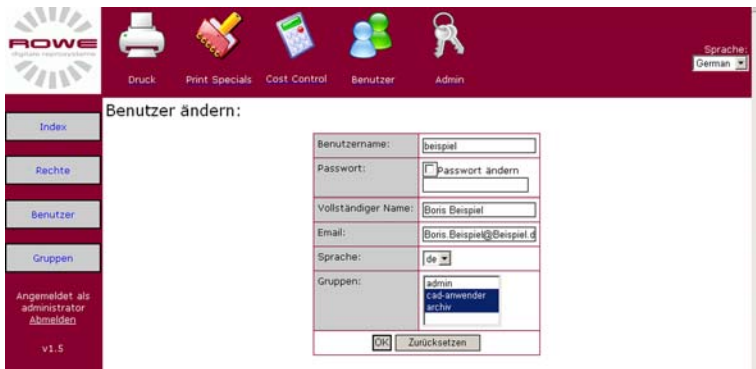 ROWE
digitale reprosysteme
Druck
Print Specials
Cost Control
Benutzer
Admin
Sprache:
German
Index
Rechte
Benutzer
Gruppen
Angemeldet als
administrator
Abmelden
v1.5
Benutzer ändern:
Benutzername: beispiel
Passwort: Passwort ändern
Vollständiger Name: Boris Beispiel
Email: Boris.Beispiel@Beispiel.d
Sprache: de
Gruppen: admin
cad-anwender
archiv
OK Zurücksetzen